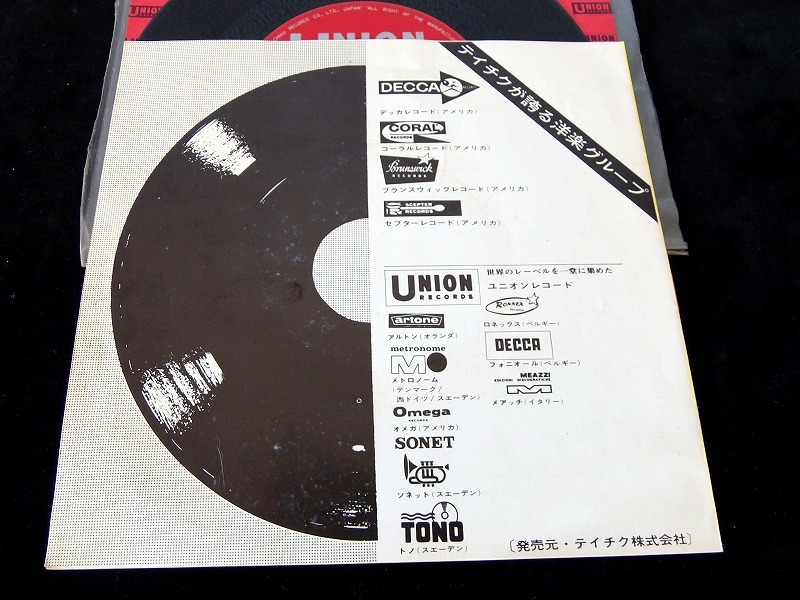 UNION
RECORDS
UNION
RECORDS
UNION
UNION
テイチクが誇る洋楽グループ
DECCA
RECORDS
デッカレコード(アメリカ)
CORAL
RECORDS
コーラルレコード(アメリカ)
Brunswick
RECORDS
ブランスウィックレコード(アメリカ)
SCEPTER
RECORDS
セプターレコード(アメリカ)
UNION
RECORDS
世界のレーベルを一堂に集めた
ユニオンレコード
artone
アルトン(オランダ)
metronome
メトロノーム
(デンマーク/
西ドイツ/スエーデン)
Omega
RECORDS
オメガ(アメリカ)
SONET
ソネット(スエーデン)
TONO
トノ(スエーデン)
RONNEX
ロネックス(ベルギー)
DECCA
フォニオール(ベルギー)
MEAZZI
EDIZIONI DISCOGRAFICHE
M
メアッチ(イタリー)
〔発売元・テイチク株式会社〕